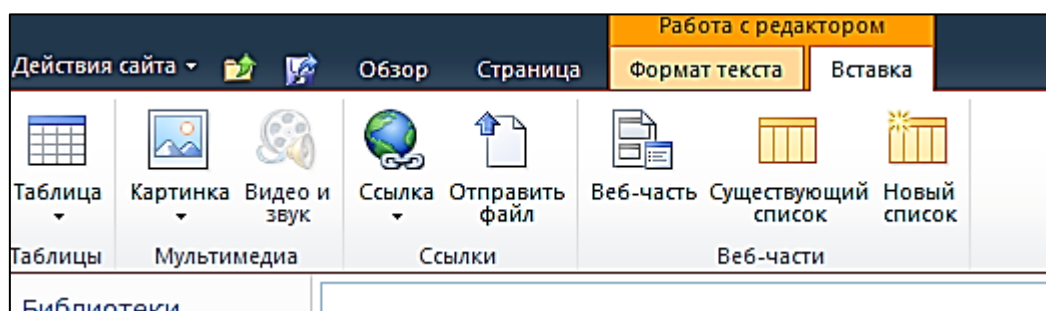 Работа с редактором
Действия сайта Обзор Страница Формат текста Вставка
Таблица Картинка Видео и звук Ссылка Отправить файл Веб-часть Существующий список Новый список
Таблицы Мультимедиа Ссылки Веб-части
Библиотеки